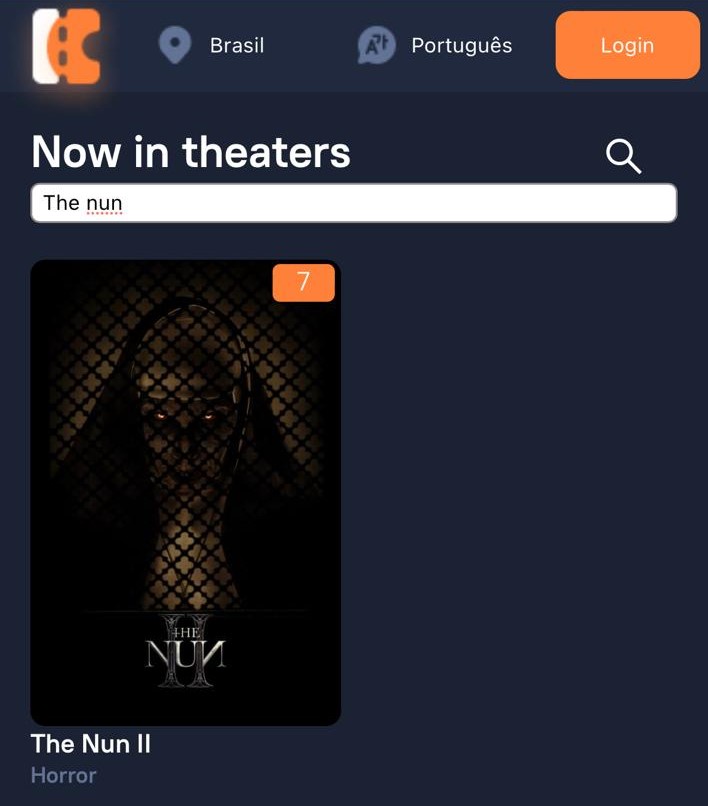 Brasil
Português
Login
Now in theaters
The nun
7
THE
NUN
II
The Nun II
Horror